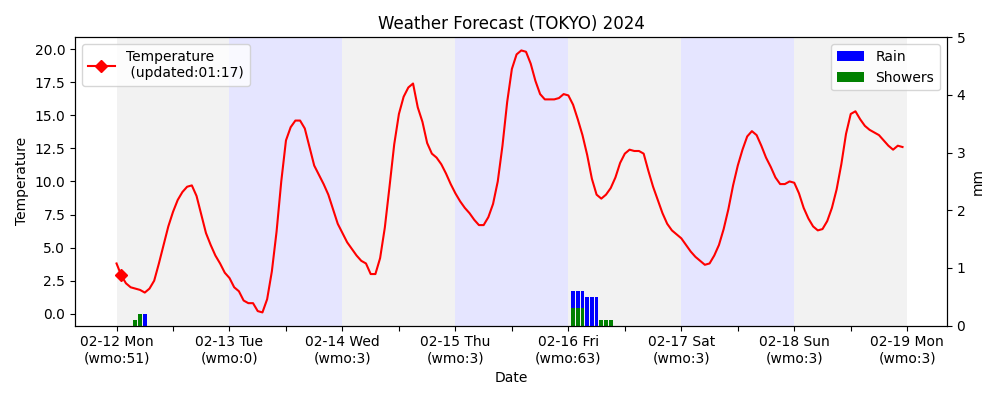 Weather Forecast (TOKYO) 2024
Temperature
(updated:01:17)
Rain
Showers
Temperature
20.0
17.5
15.0
12.5
10.0
7.5
5.0
2.5
0.0
5
4
3
2
1
0
mm
02-12 Mon 02-13 Tue 02-14 Wed 02-15 Thu 02-16 Fri 02-17 Sat 02-18 Sun 02-19 Mon
(wmo:51) (wmo:0) (wmo:3) (wmo:3) (wmo:63) (wmo:3) (wmo:3) (wmo:3)
Date